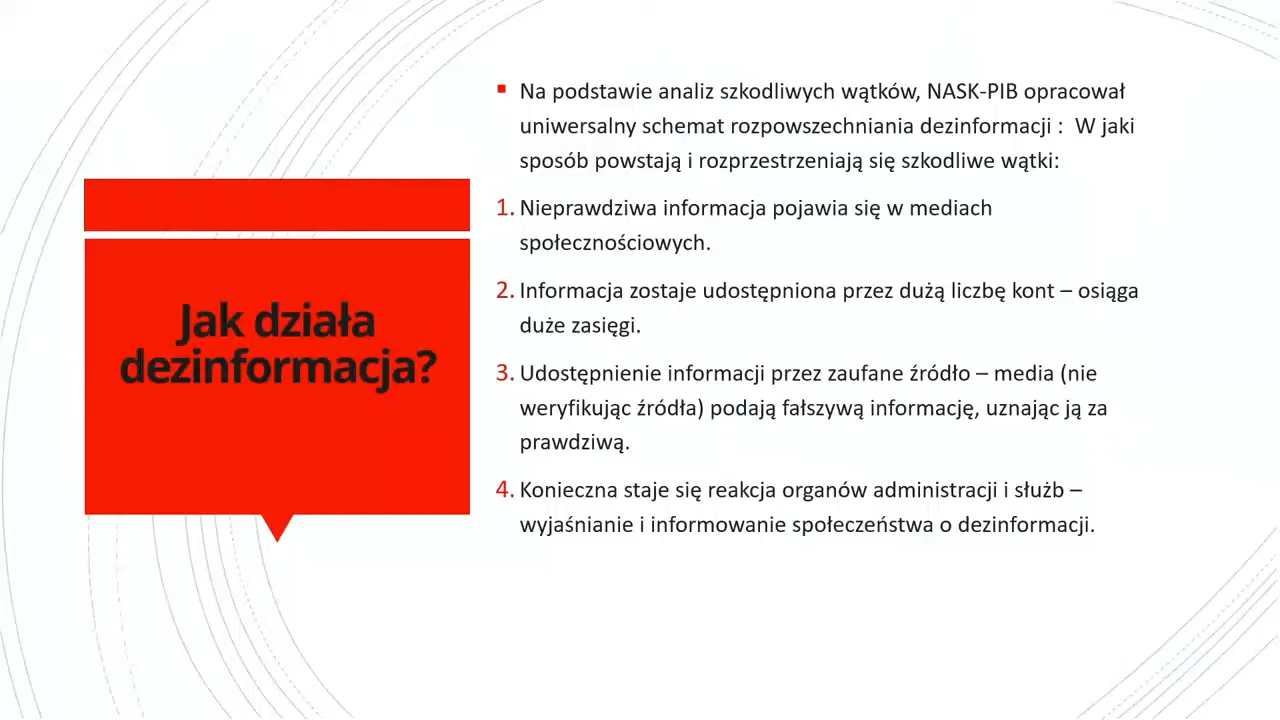 Jak działa
dezinformacja?
▪ Na podstawie analiz szkodliwych wątków, NASK-PIB opracował
uniwersalny schemat rozpowszechniania dezinformacji :  W jaki
sposób powstają i rozprzestrzeniają się szkodliwe wątki:
1. Nieprawdziwa informacja pojawia się w mediach
społecznościowych.
2. Informacja zostaje udostępniona przez dużą liczbę kont – osiąga
duże zasięgi.
3. Udostępnienie informacji przez zaufane źródło – media (nie
weryfikując źródła) podają fałszywą informację, uznając ją za
prawdziwą.
4. Konieczna staje się reakcja organów administracji i służb –
wyjaśnianie i informowanie społeczeństwa o dezinformacji.